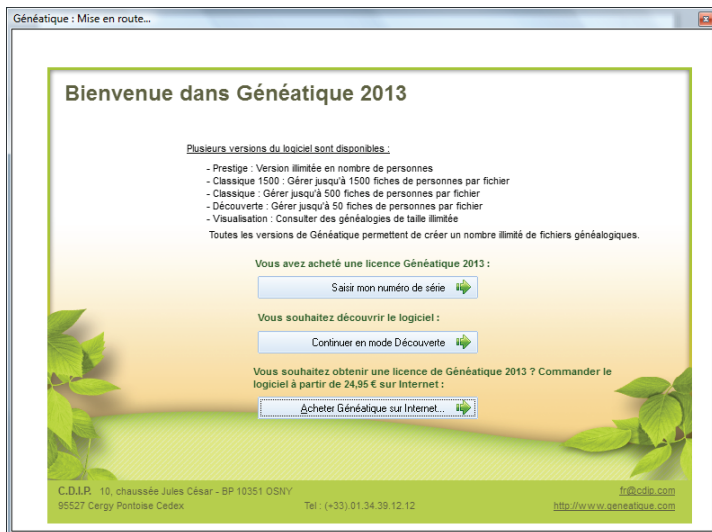 Généatique : Mise en route...
Bienvenue dans Généatique 2013
Plusieurs versions du logiciel sont disponibles :
- Prestige : Version illimitée en nombre de personnes
- Classique 1500 : Gérer jusqu'à 1500 fiches de personnes par fichier
- Classique : Gérer jusqu'à 500 fiches de personnes par fichier
- Découverte : Gérer jusqu'à 50 fiches de personnes par fichier
- Visualisation : Consulter des généalogies de taille illimitée
Toutes les versions de Généatique permettent de créer un nombre illimité de fichiers généalogiques.
Vous avez acheté une licence Généatique 2013 :
Saisir mon numéro de série
Vous souhaitez découvrir le logiciel :
Continuer en mode Découverte
Vous souhaitez obtenir une licence de Généatique 2013 ? Commander le
logiciel à partir de 24,95 € sur Internet :
Acheter Généatique sur Internet...
C.D.I.P. 10, chaussée Jules César - BP 10351 OSNY
fr@cdip.com
95527 Cergy Pontoise Cedex
Tel : (+33).01.34.39.12.12
http://www.geneatique.com